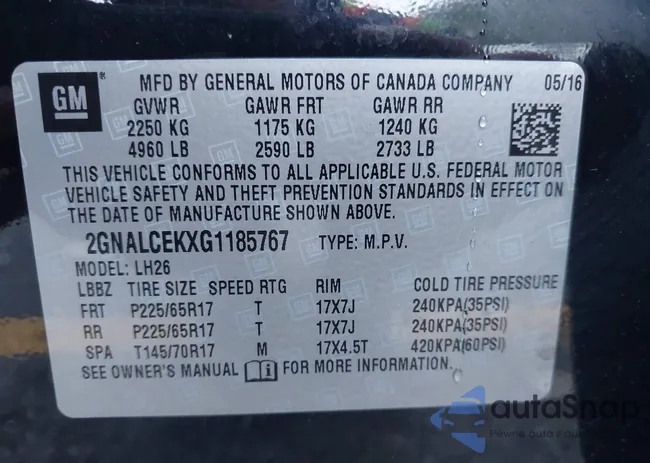 GM ® MFD BY GENERAL MOTORS OF CANADA COMPANY 05/16
GVWR GAWR FRT GAWR RR
2250 KG 1175 KG 1240 KG
4960 LB 2590 LB 2733 LB
THIS VEHICLE CONFORMS TO ALL APPLICABLE U.S. FEDERAL MOTOR
VEHICLE SAFETY AND THEFT PREVENTION STANDARDS IN EFFECT ON
THE DATE OF MANUFACTURE SHOWN ABOVE.
2GNALCEKXG1185767 TYPE: M.P.V.
MODEL: LH26
LBBZ TIRE SIZE SPEED RTG RIM COLD TIRE PRESSURE
FRT P225/65R17 T 17X7J 240KPA(35PSI)
RR P225/65R17 T 17X7J 240KPA(35PSI)
SPA T145/70R17 M 17X4.5T 420KPA(60PSI)
SEE OWNER'S MANUAL i FOR MORE INFORMATION.
autaSnap
Pewne auta z aut